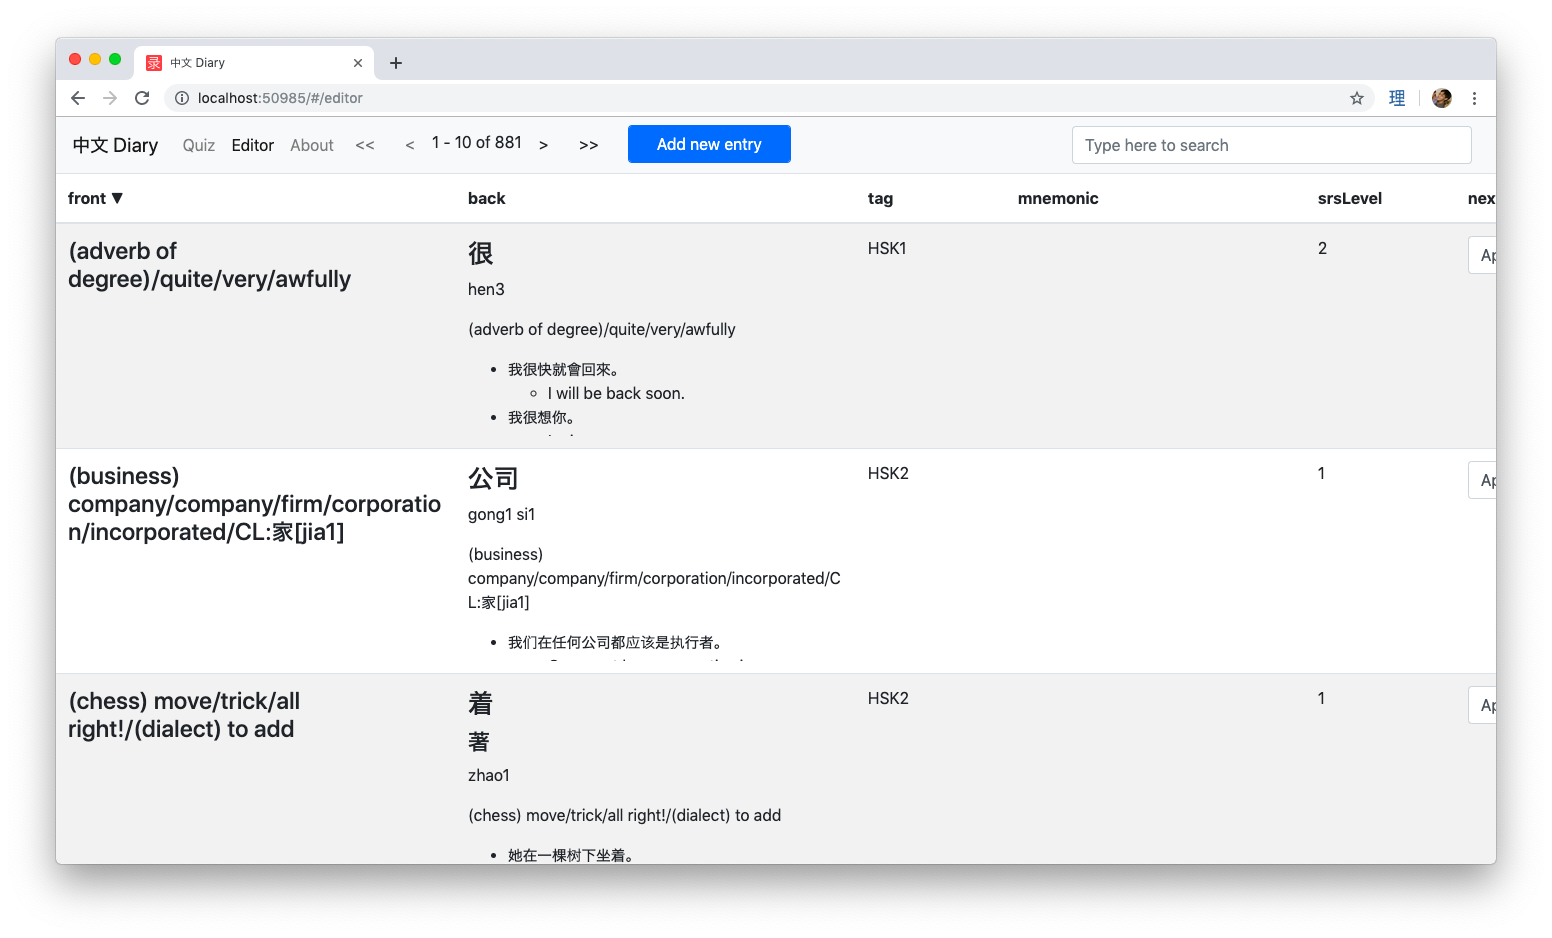 录 中文 Diary
localhost:50985/#/editor
理
中文 Diary Quiz Editor About << < 1 - 10 of 881 > >> Add new entry Type here to search
front ▼ back tag mnemonic srsLevel nex
(adverb of
degree)/quite/very/awfully
很
hen3
(adverb of degree)/quite/very/awfully
我很快就會回來。
I will be back soon.
我很想你。
HSK1
2
Ap
(business)
company/company/firm/corporatio
n/incorporated/CL:家[jia1]
公司
gong1 si1
(business)
company/company/firm/corporation/incorporated/C
L:家[jia1]
我们在任何公司都应该是执行者。
HSK2
1
Ap
(chess) move/trick/all
right!/(dialect) to add
着
著
zhao1
(chess) move/trick/all right!/(dialect) to add
她在一棵树下坐着。
HSK2
1
Ap